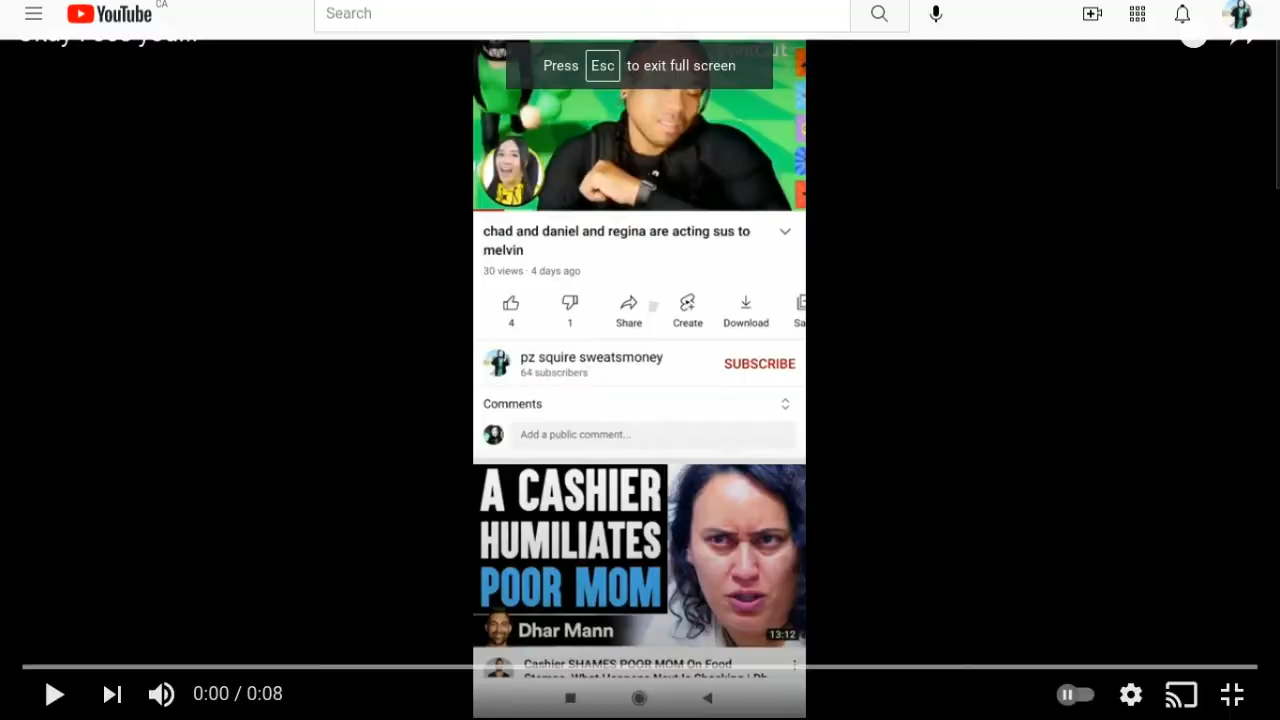 YouTube CA
Search
Okay I see you...
Press Esc to exit full screen
chad and daniel and regina are acting sus to
melvin
30 views · 4 days ago
4 1 Share Create Download Sa
pz squire sweatsmoney
64 subscribers
SUBSCRIBE
Comments
Add a public comment...
A CASHIER
HUMILIATES
POOR MOM
Dhar Mann
13:12
Cashier SHAMES POOR MOM On Food
Stamps, What Happens Next Is Shocking | Dh
0:00 / 0:08